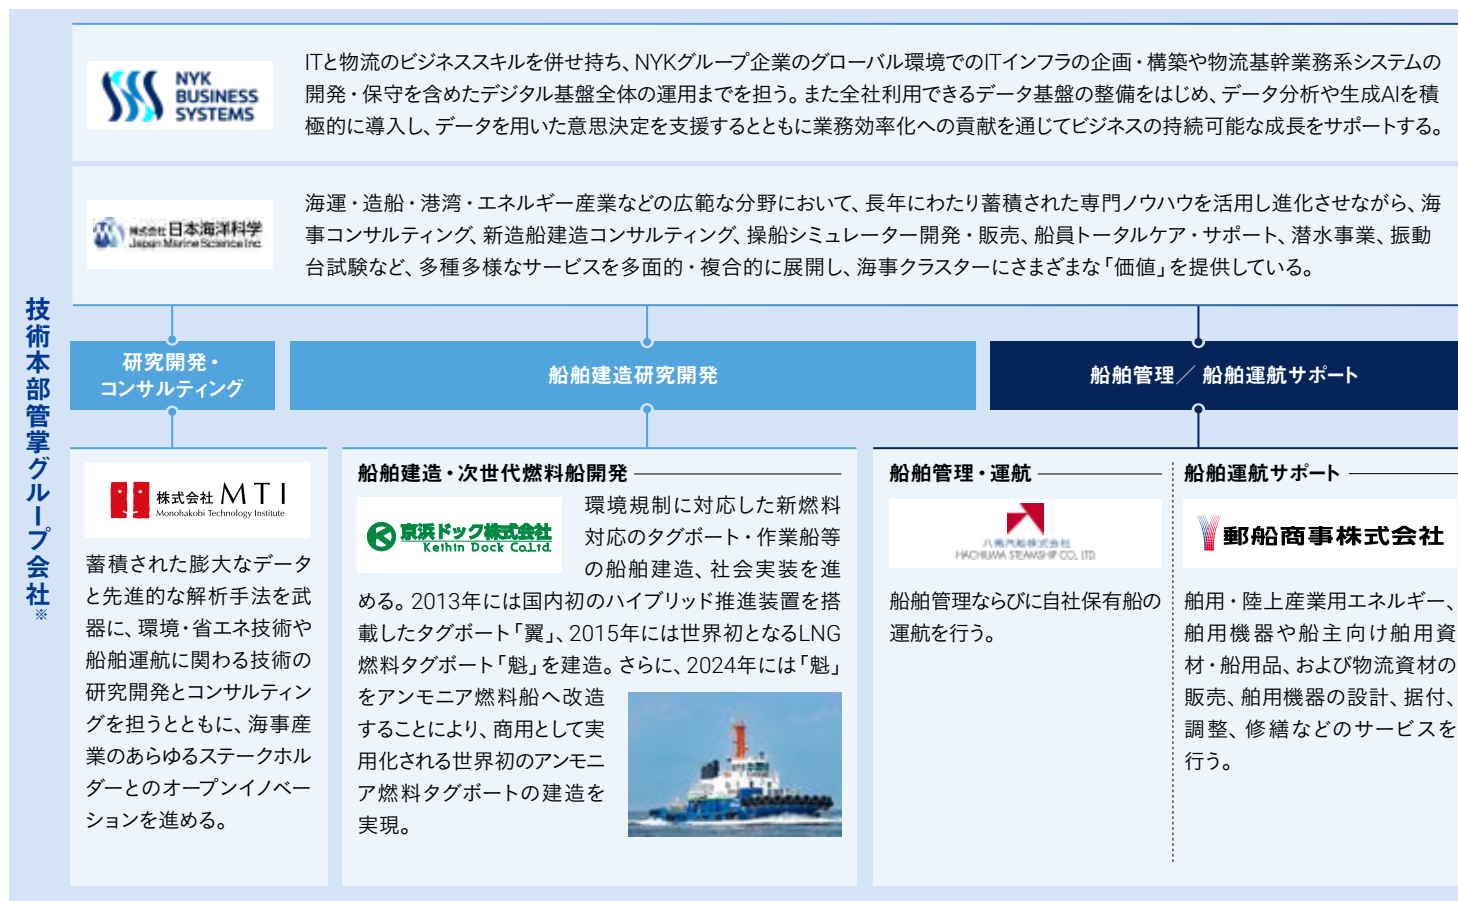 技術本部管掌グループ会社※
NYK
BUSINESS
SYSTEMS
ITと物流のビジネススキルを併せ持ち、NYKグループ企業のグローバル環境でのITインフラの企画・構築や物流基幹業務系システムの
開発・保守を含めたデジタル基盤全体の運用までを担う。また全社利用できるデータ基盤の整備をはじめ、データ分析や生成AIを積
極的に導入し、データを用いた意思決定を支援するとともに業務効率化への貢献を通じてビジネスの持続可能な成長をサポートする。
株式会社 日本海洋科学
Japan Marine Science Inc.
海運・造船・港湾・エネルギー産業などの広範な分野において、長年にわたり蓄積された専門ノウハウを活用し進化させながら、海
事コンサルティング、新造船建造コンサルティング、操船シミュレーター開発・販売、船員トータルケア・サポート、潜水事業、振動
台試験など、多種多様なサービスを多面的・複合的に展開し、海事クラスターにさまざまな「価値」を提供している。
研究開発・
コンサルティング
船舶建造研究開発
船舶管理／船舶運航サポート
株式会社 MTI
Monohakobi Technology Institute
蓄積された膨大なデータ
と先進的な解析手法を武
器に、環境・省エネ技術や
船舶運航に関わる技術の
研究開発とコンサルティン
グを担うとともに、海事産
業のあらゆるステークホル
ダーとのオープンイノベー
ションを進める。
船舶建造・次世代燃料船開発
京浜ドック株式会社
Keihin Dock Co.Ltd.
環境規制に対応した新燃料
対応のタグボート・作業船等
の船舶建造、社会実装を進
める。2013年には国内初のハイブリッド推進装置を搭
載したタグボート「翼」、2015年には世界初となるLNG
燃料タグボート「魁」を建造。さらに、2024年には「魁」
をアンモニア燃料船へ改造
することにより、商用として実
用化される世界初のアンモニ
ア燃料タグボートの建造を
実現。
船舶管理・運航
八馬汽船株式会社
HACHIUMA STEAMSHIP CO., LTD
船舶管理ならびに自社保有船の
運航を行う。
船舶運航サポート
郵船商事株式会社
舶用・陸上産業用エネルギー、
舶用機器や船主向け舶用資
材・船用品、および物流資材の
販売、舶用機器の設計、据付、
調整、修繕などのサービスを
行う。